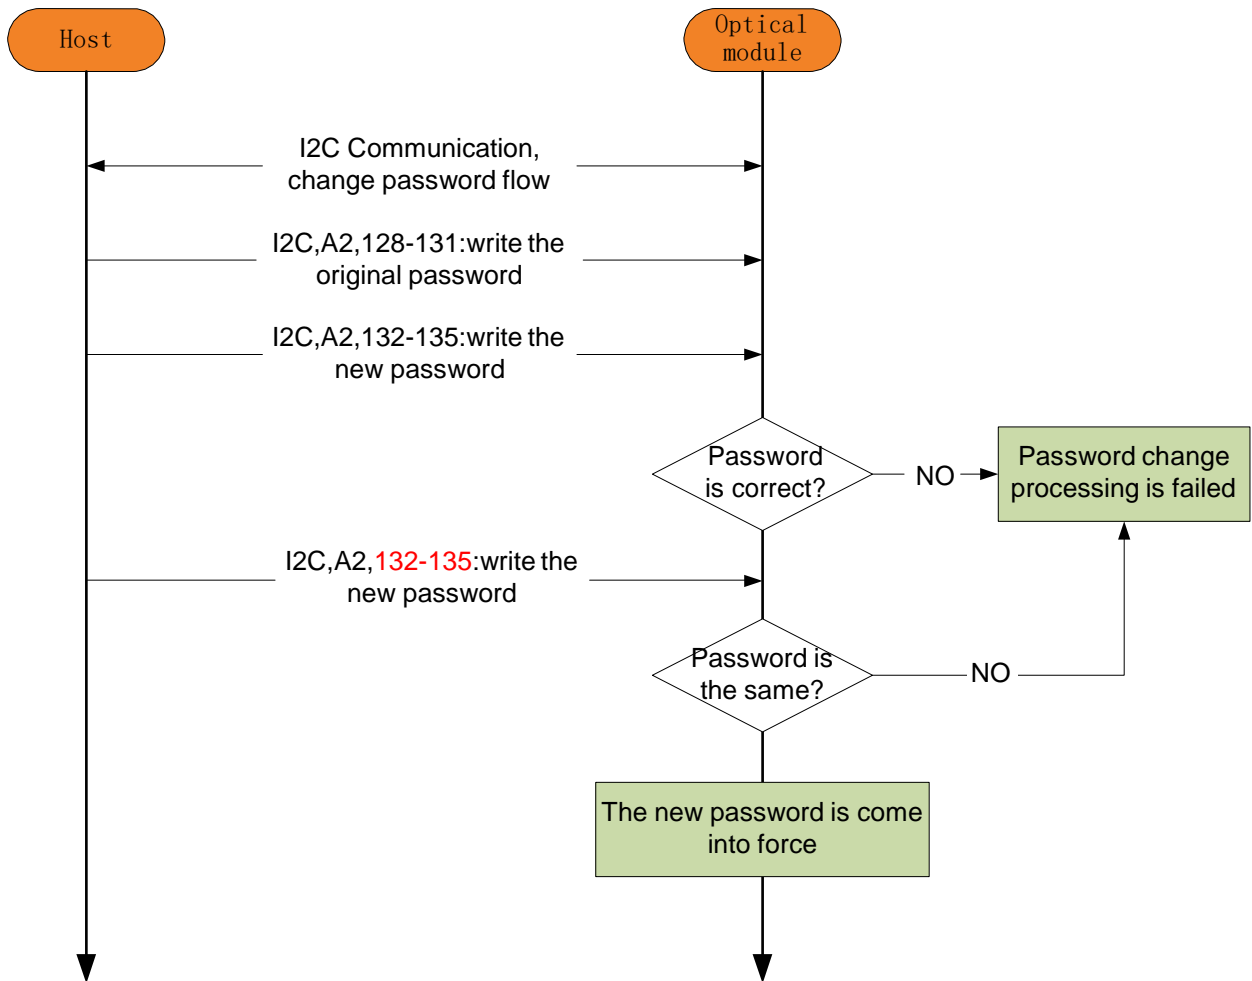 Host
Optical
module
I2C Communication,
change password flow
I2C,A2,128-131:write the
original password
I2C,A2,132-135:write the
new password
Password
is correct?
NO
Password change
processing is failed
I2C,A2,132-135:write the
new password
Password is
the same?
NO
The new password is come
into force